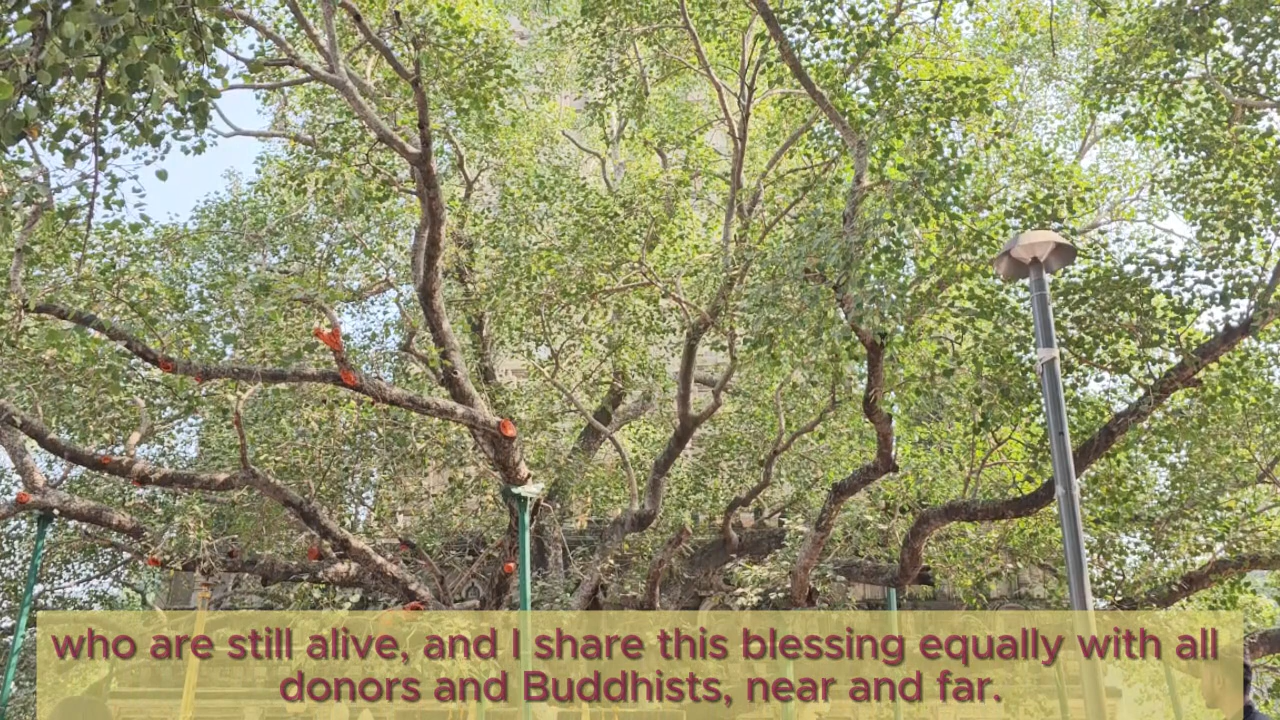 who are still alive, and I share this blessing equally with all
donors and Buddhists, near and far.